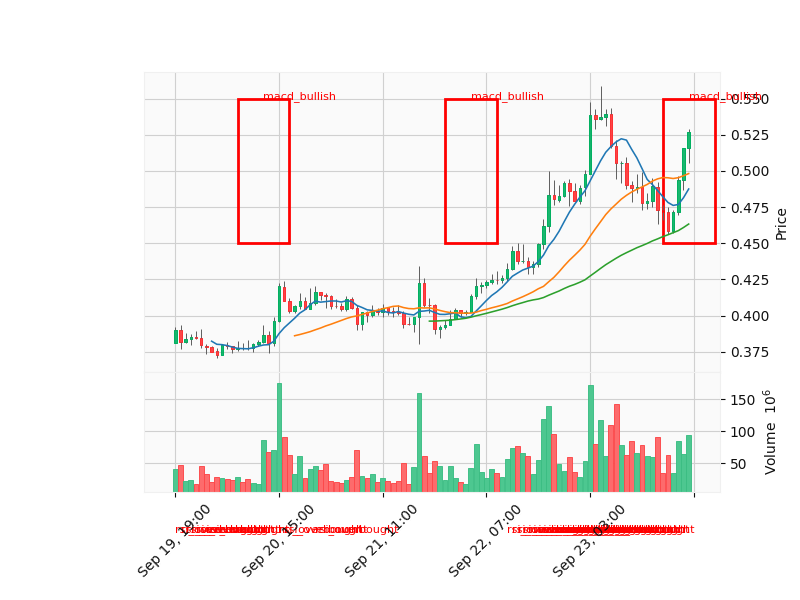 macd_bullish
macd_bullish
macd_bullish
0.550
0.525
0.500
0.475
0.450
0.425
0.400
0.375
Price
150
100
50
Volume 10^6
Sep 19, 19:00
Sep 20, 15:00
Sep 21, 11:00
Sep 22, 07:00
Sep 23, 03:00